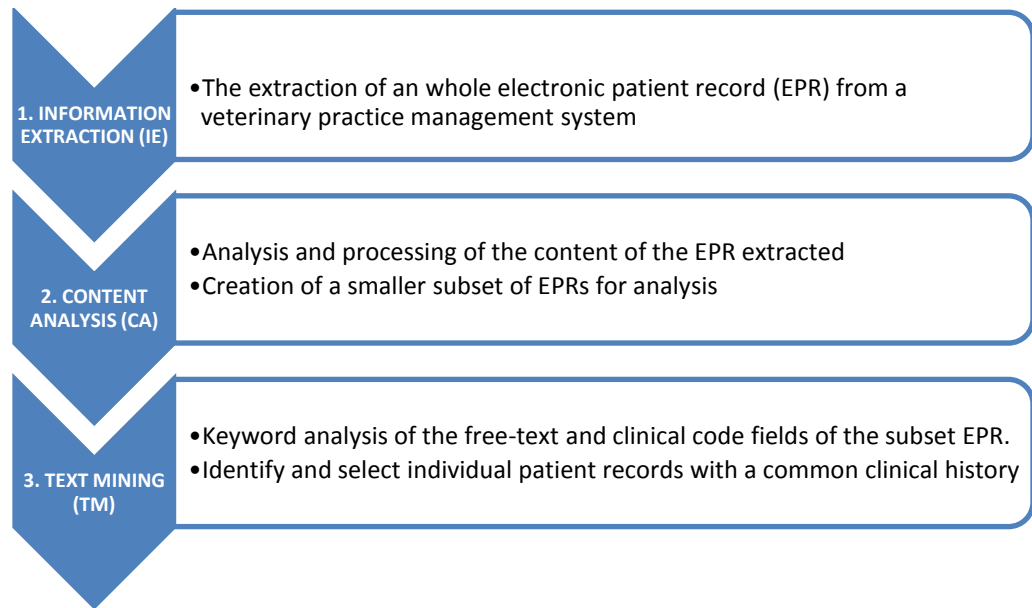 1. INFORMATION
EXTRACTION (IE)
•The extraction of an whole electronic patient record (EPR) from a
veterinary practice management system
2. CONTENT
ANALYSIS (CA)
•Analysis and processing of the content of the EPR extracted
•Creation of a smaller subset of EPRs for analysis
3. TEXT MINING
(TM)
•Keyword analysis of the free-text and clinical code fields of the subset EPR.
•Identify and select individual patient records with a common clinical history